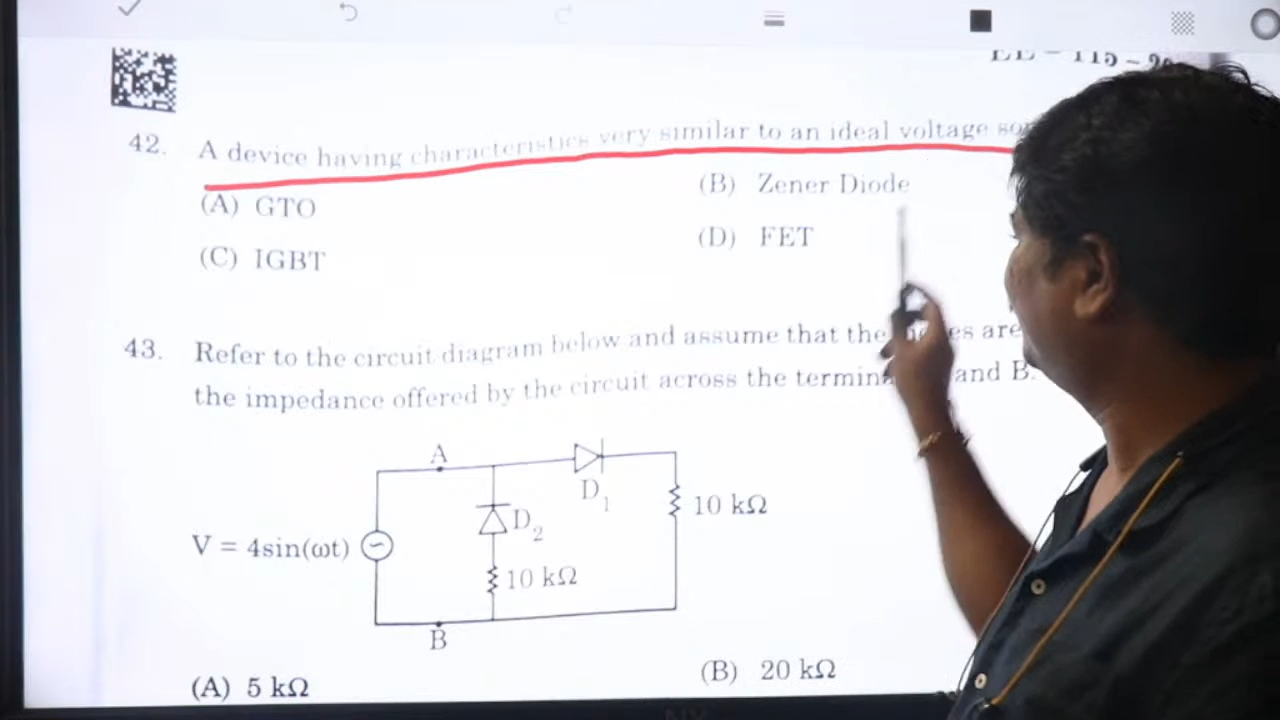 42. A device having characteristics very similar to an ideal voltage
(A) GTO
(B) Zener Diode
(C) IGBT
(D) FET
43. Refer to the circuit diagram below and assume that the are
the impedance offered by the circuit across the and B.
A
D1
D2
10 kΩ
V = 4sin(ωt)
10 kΩ
B
(A) 5 kΩ
(B) 20 kΩ